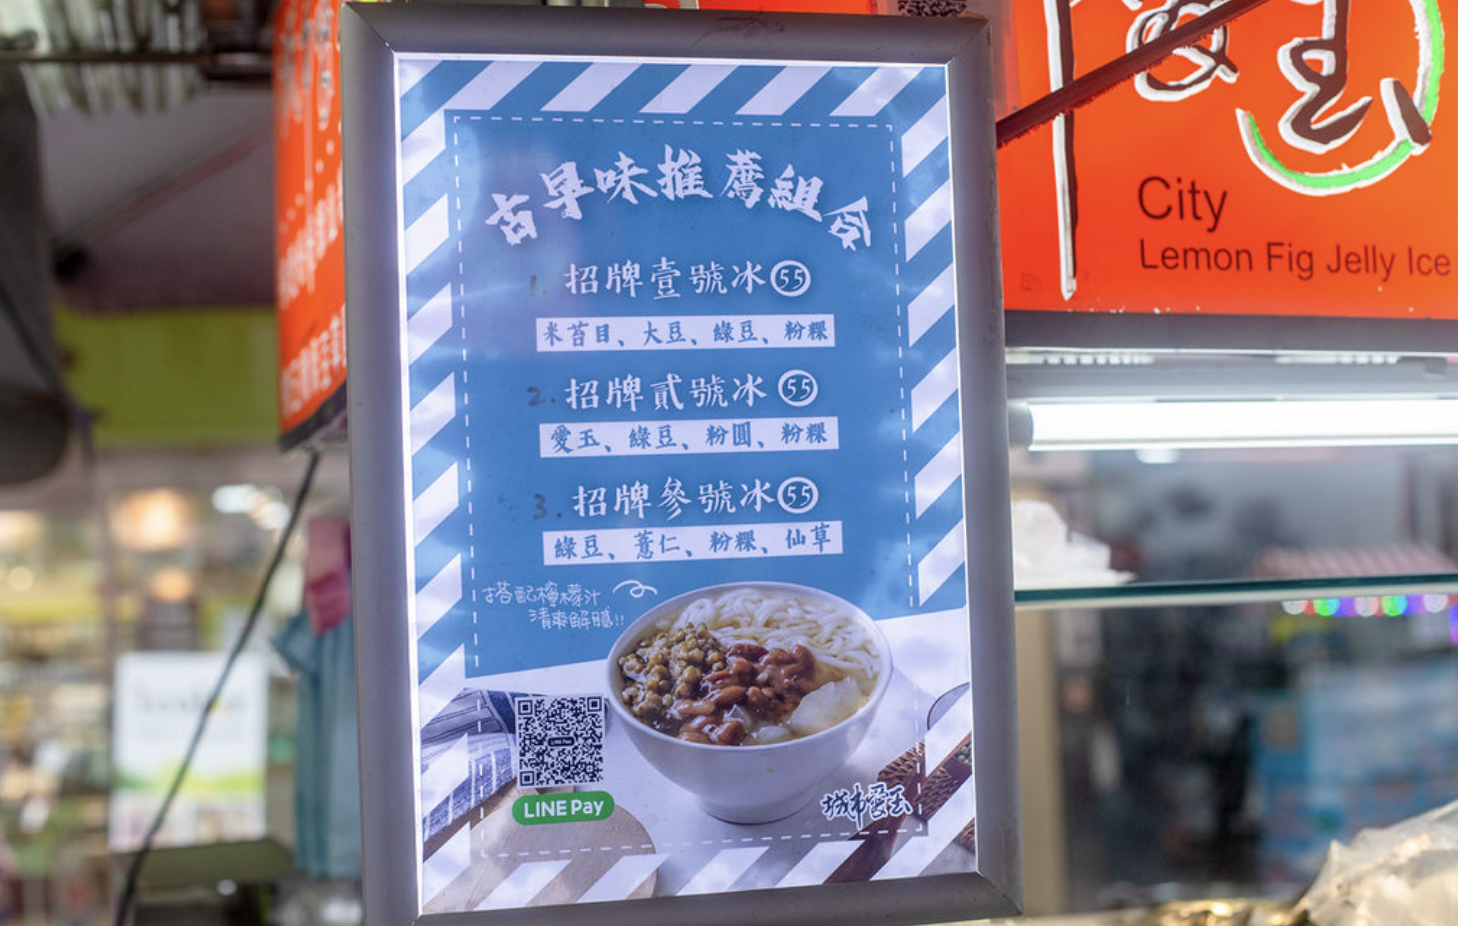 古早味推薦組合
1. 招牌壹號冰 55
米苔目、大豆、綠豆、粉粿
2. 招牌貳號冰 55
愛玉、綠豆、粉圓、粉粿
3. 招牌參號冰 55
綠豆、薏仁、粉粿、仙草
搭配檸檬汁
清爽解膩!!
LINE Pay
城市愛玉
City
Lemon Fig Jelly Ice